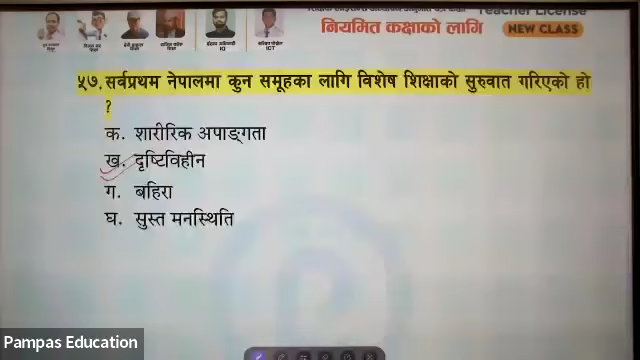 Teacher License
नियमित कक्षाको लागि
NEW CLASS
ICT
५७. सर्वप्रथम नेपालमा कुन समूहका लागि विशेष शिक्षाको सुरुवात गरिएको हो
?
क. शारीरिक अपाङ्गता
ख. दृष्टिविहीन
ग. बहिरा
घ. सुस्त मनस्थिति
Pampas Education